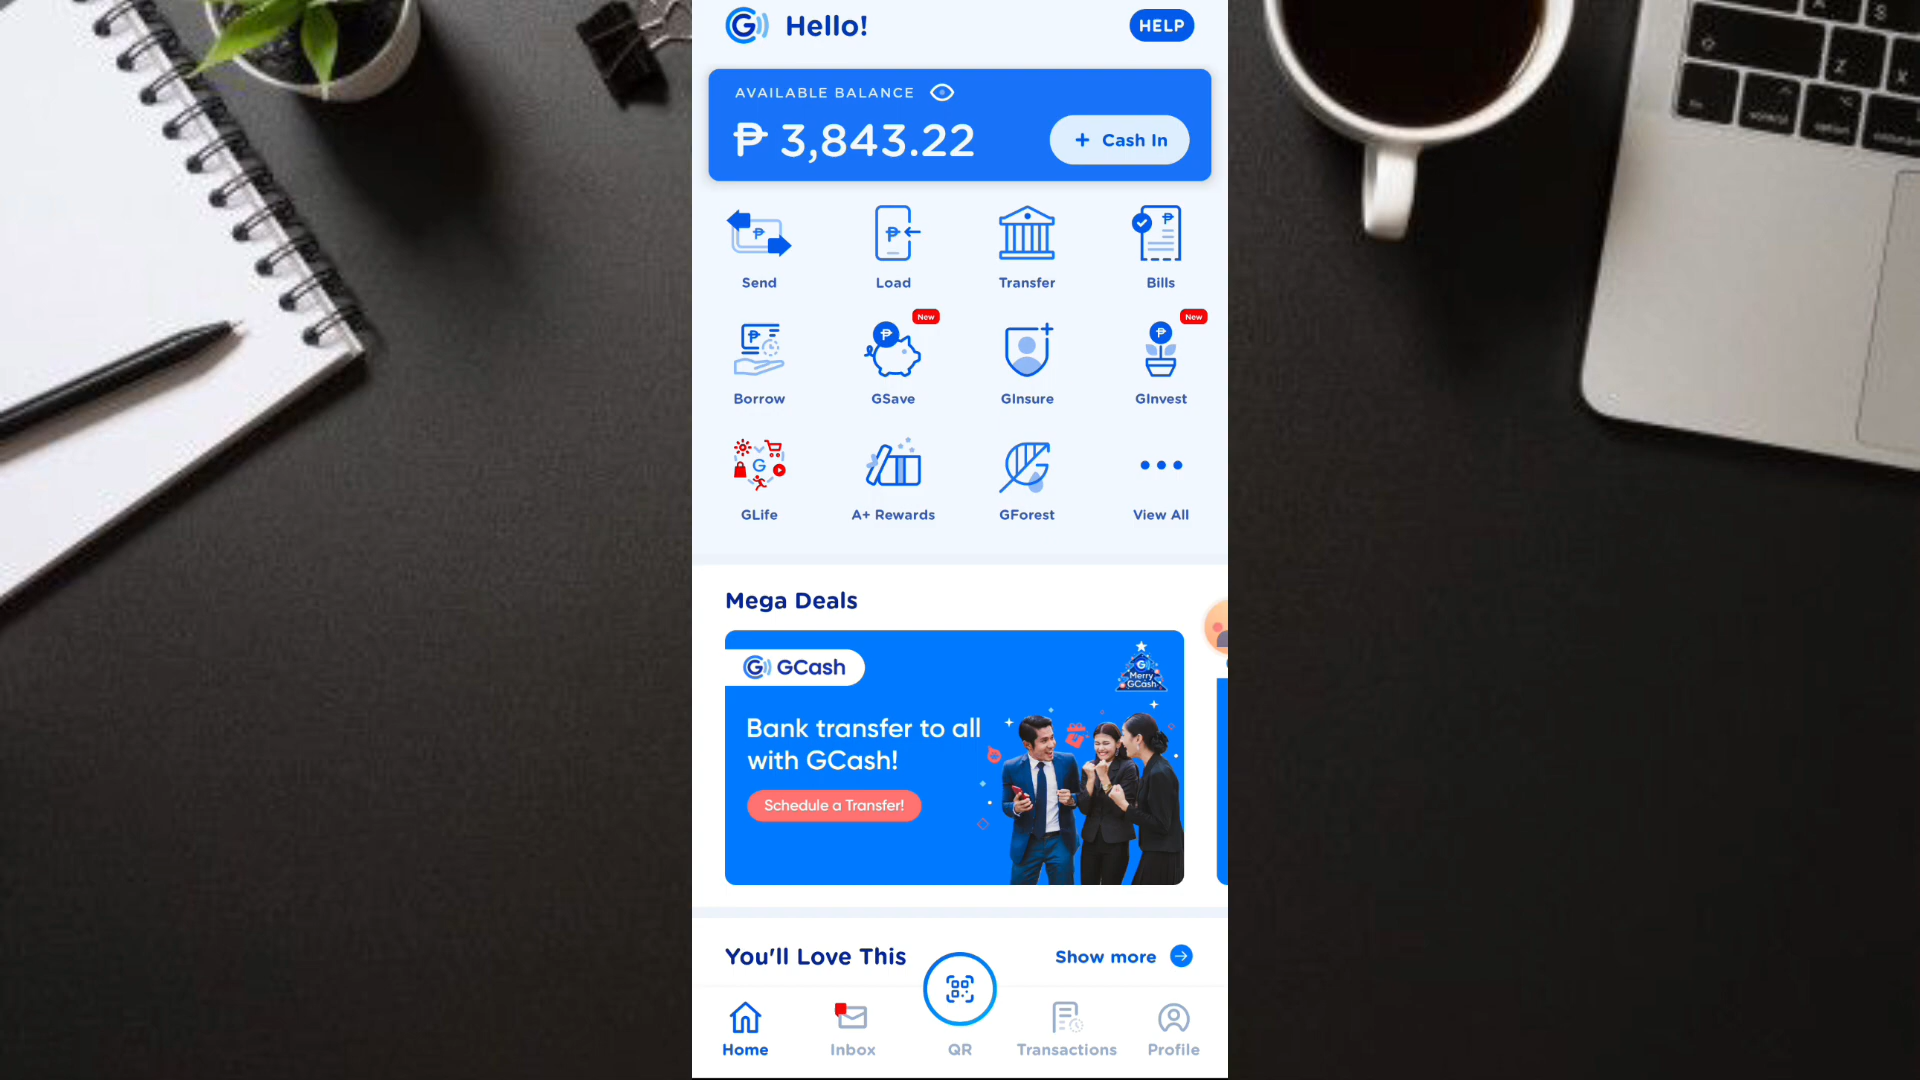 Hello!
HELP
AVAILABLE BALANCE
₱ 3,843.22
+ Cash In
Send
Load
Transfer
Bills
New
New
Borrow
GSave
GInsure
GInvest
GLife
A+ Rewards
GForest
View All
Mega Deals
GCash
Merry
GCash
Bank transfer to all
with GCash!
Schedule a Transfer!
You'll Love This
Show more
Home
Inbox
QR
Transactions
Profile